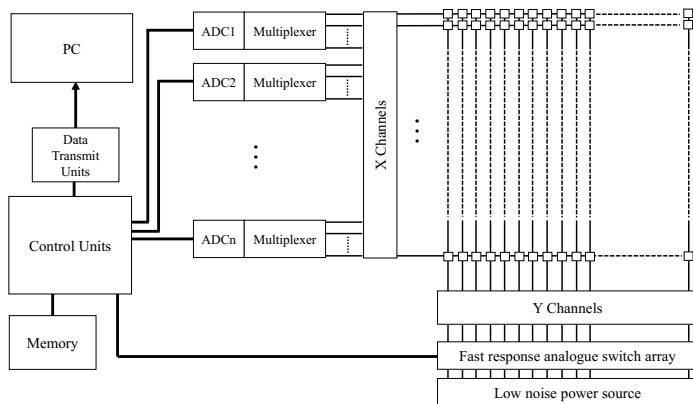 PC
Data
Transmit
Units
Control Units
Memory
ADC1 Multiplexer
ADC2 Multiplexer
ADCn Multiplexer
X Channels
Y Channels
Fast response analogue switch array
Low noise power source